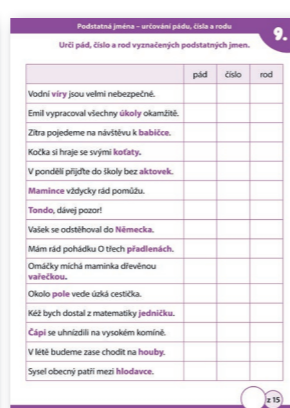 Podstatná jména – určování pádu, čísla a rodu
9.
Urči pád, číslo a rod vyznačených podstatných jmen.
pád číslo rod
Vodní víry jsou velmi nebezpečné.
Emil vypracoval všechny úkoly okamžitě.
Zítra pojedeme na návštěvu k babičce.
Kočka si hraje se svými koťaty.
V pondělí přijďte do školy bez aktovek.
Mamince vždycky rád pomůžu.
Tondo, dávej pozor!
Vašek se odstěhoval do Německa.
Mám rád pohádku O třech přadlenách.
Omáčky míchá maminka dřevěnou
vařečkou.
Okolo pole vede úzká cestička.
Kéž bych dostal z matematiky jedničku.
Čápi se uhnízdili na vysokém komíně.
V létě budeme zase chodit na houby.
Sysel obecný patří mezi hlodavce.
z 15